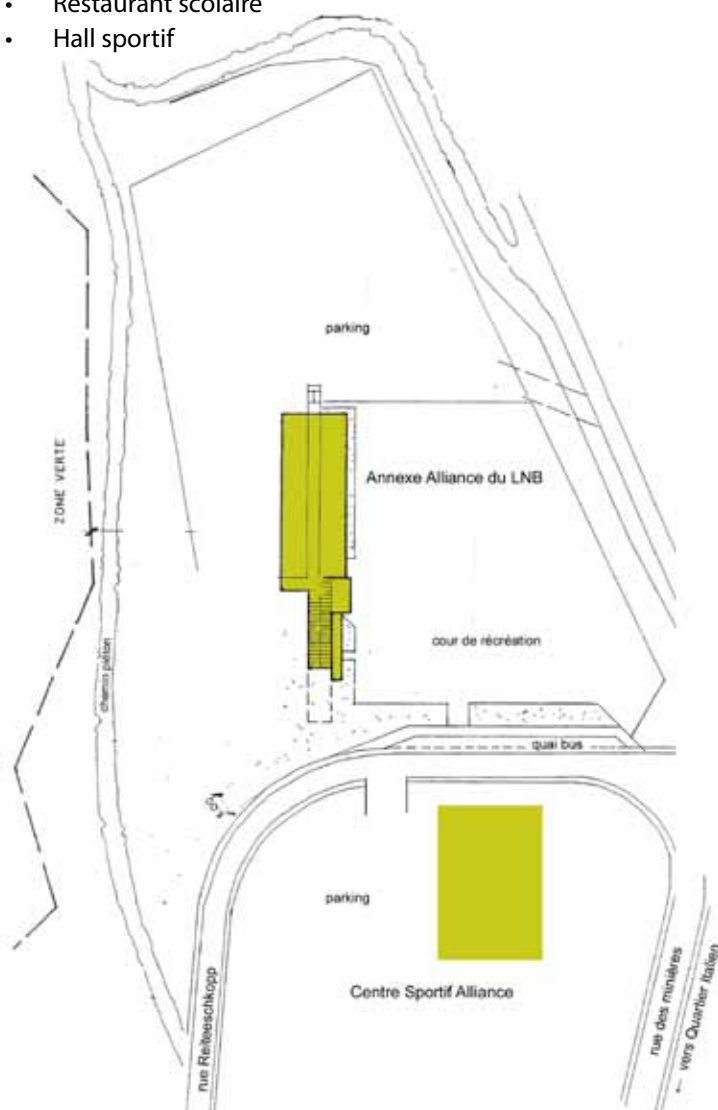 • Restaurant scolaire
• Hall sportif
parking
ZONE VERTE
Annexe Alliance du LNB
cour de récréation
chemin piéton
quai bus
parking
Centre Sportif Alliance
rue Reiteeschkopp
rue des minières
← vers Quartier Italien